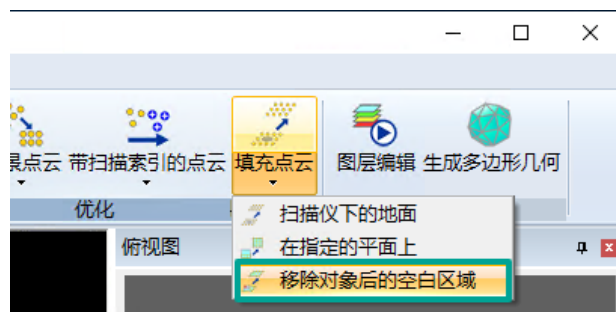 景点云 带扫描索引的点云 填充点云 图层编辑 生成多边形几何
优化
扫描仪下的地面
俯视图
在指定的平面上
移除对象后的空白区域